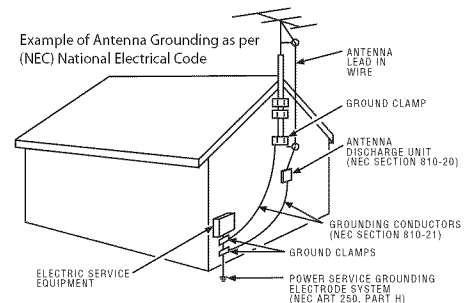 Example of Antenna Grounding as per
(NEC) National Electrical Code
ANTENNA
LEAD IN
WIRE
GROUND CLAMP
ANTENNA
DISCHARGE UNIT
(NEC SECTION 810-20)
GROUNDING CONDUCTORS
(NEC SECTION 810-21)
GROUND CLAMPS
ELECTRIC SERVICE
EQUIPMENT
POWER SERVICE GROUNDING
ELECTRODE SYSTEM
(NEC ART 250, PART H)